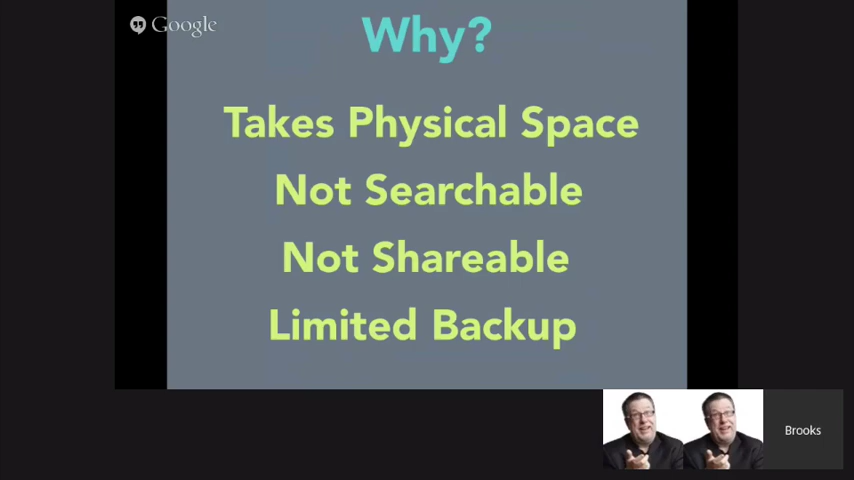 Google
Why?
Takes Physical Space
Not Searchable
Not Shareable
Limited Backup
Brooks